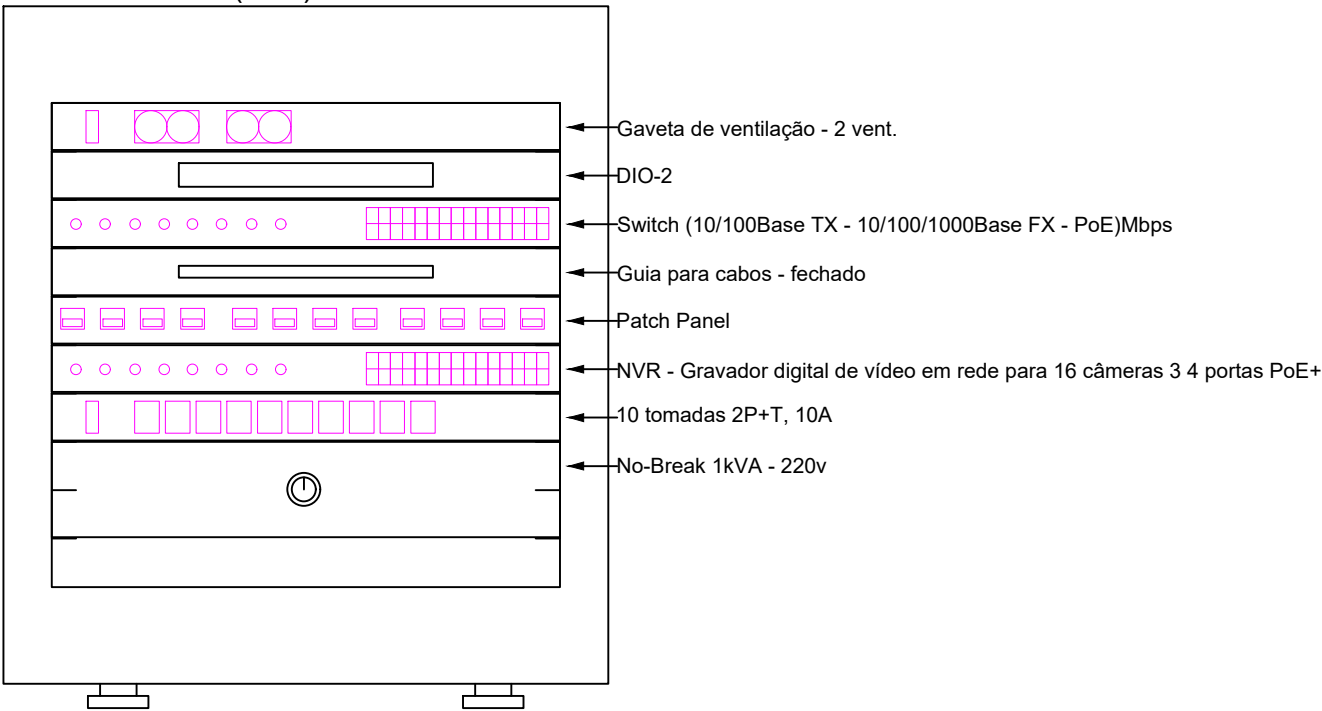 Gaveta de ventilação - 2 vent.
DIO-2
Switch (10/100Base TX - 10/100/1000Base FX - PoE)Mbps
Guia para cabos - fechado
Patch Panel
NVR - Gravador digital de vídeo em rede para 16 câmeras 3 4 portas PoE+
10 tomadas 2P+T, 10A
No-Break 1kVA - 220v